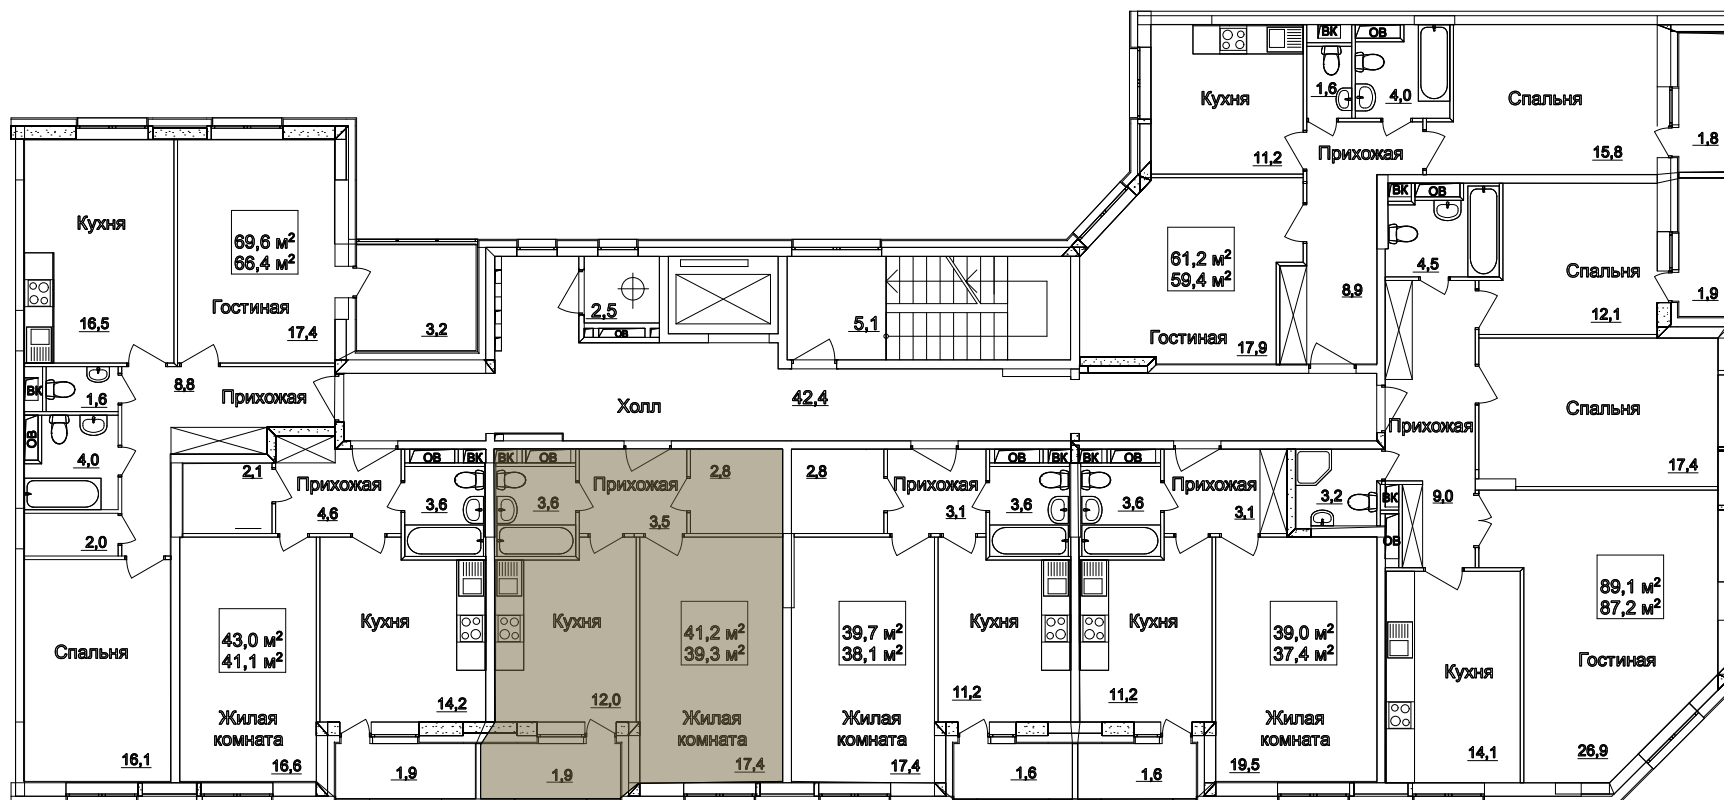 Кухня
16,5
69,6 м²
66,4 м²
Гостиная
17,4
3,2
ВК
1,6
8,8
Прихожая
ОВ
4,0
2,0
Спальня
16,1
2,5
ОВ
5,1
Холл
42,4
Кухня
11,2
ВК
1,6
ОВ
4,0
Прихожая
Спальня
15,8
1,8
61,2 м²
59,4 м²
Гостиная
17,9
8,9
ВК
ОВ
4,5
Спальня
12,1
1,9
Спальня
17,4
Прихожая
9,0
3,2
ВК
ОВ
89,1 м²
87,2 м²
Гостиная
26,9
Кухня
14,1
2,1
Прихожая
4,6
ОВ
ВК
3,6
43,0 м²
41,1 м²
Жилая
комната
16,6
Кухня
14,2
1,9
ВК
ОВ
3,6
Прихожая
3,5
2,8
Кухня
12,0
41,2 м²
39,3 м²
Жилая
комната
17,4
1,9
2,8
Прихожая
3,1
ОВ
ВК
3,6
39,7 м²
38,1 м²
Жилая
комната
17,4
Кухня
11,2
1,6
ВК
ОВ
3,6
Прихожая
3,1
Кухня
11,2
39,0 м²
37,4 м²
Жилая
комната
19,5
1,6